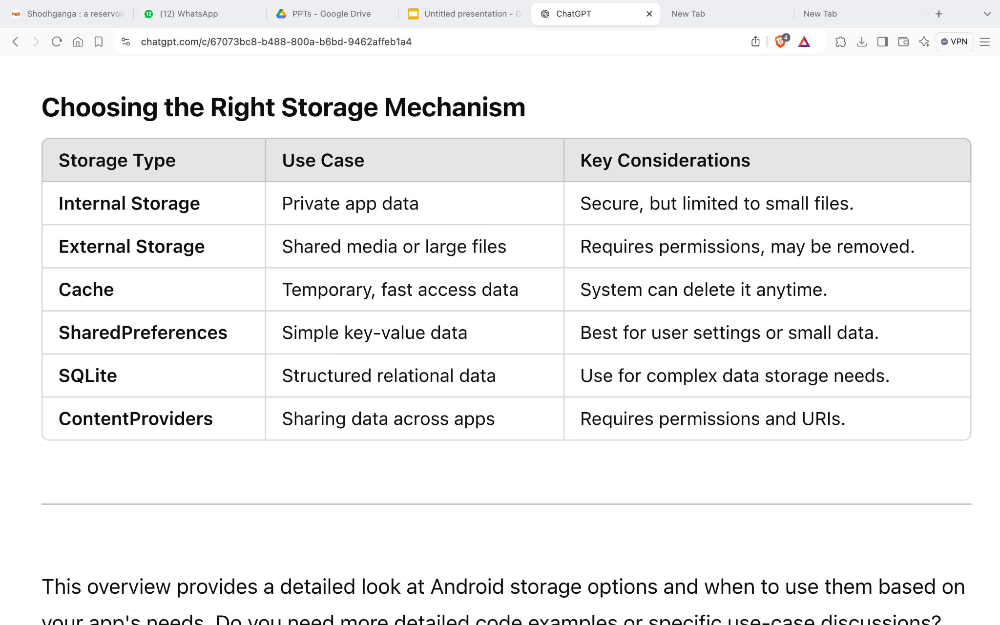 Shodhganga : a reservoir
12 (12) WhatsApp
PPTs - Google Drive
Untitled presentation - G
ChatGPT
New Tab
New Tab
chatgpt.com/c/67073bc8-b488-800a-b6bd-9462affeb1a4
4
VPN
Choosing the Right Storage Mechanism
Storage Type Use Case Key Considerations
Internal Storage Private app data Secure, but limited to small files.
External Storage Shared media or large files Requires permissions, may be removed.
Cache Temporary, fast access data System can delete it anytime.
SharedPreferences Simple key-value data Best for user settings or small data.
SQLite Structured relational data Use for complex data storage needs.
ContentProviders Sharing data across apps Requires permissions and URIs.
This overview provides a detailed look at Android storage options and when to use them based on
your app's needs. Do you need more detailed code examples or specific use-case discussions?